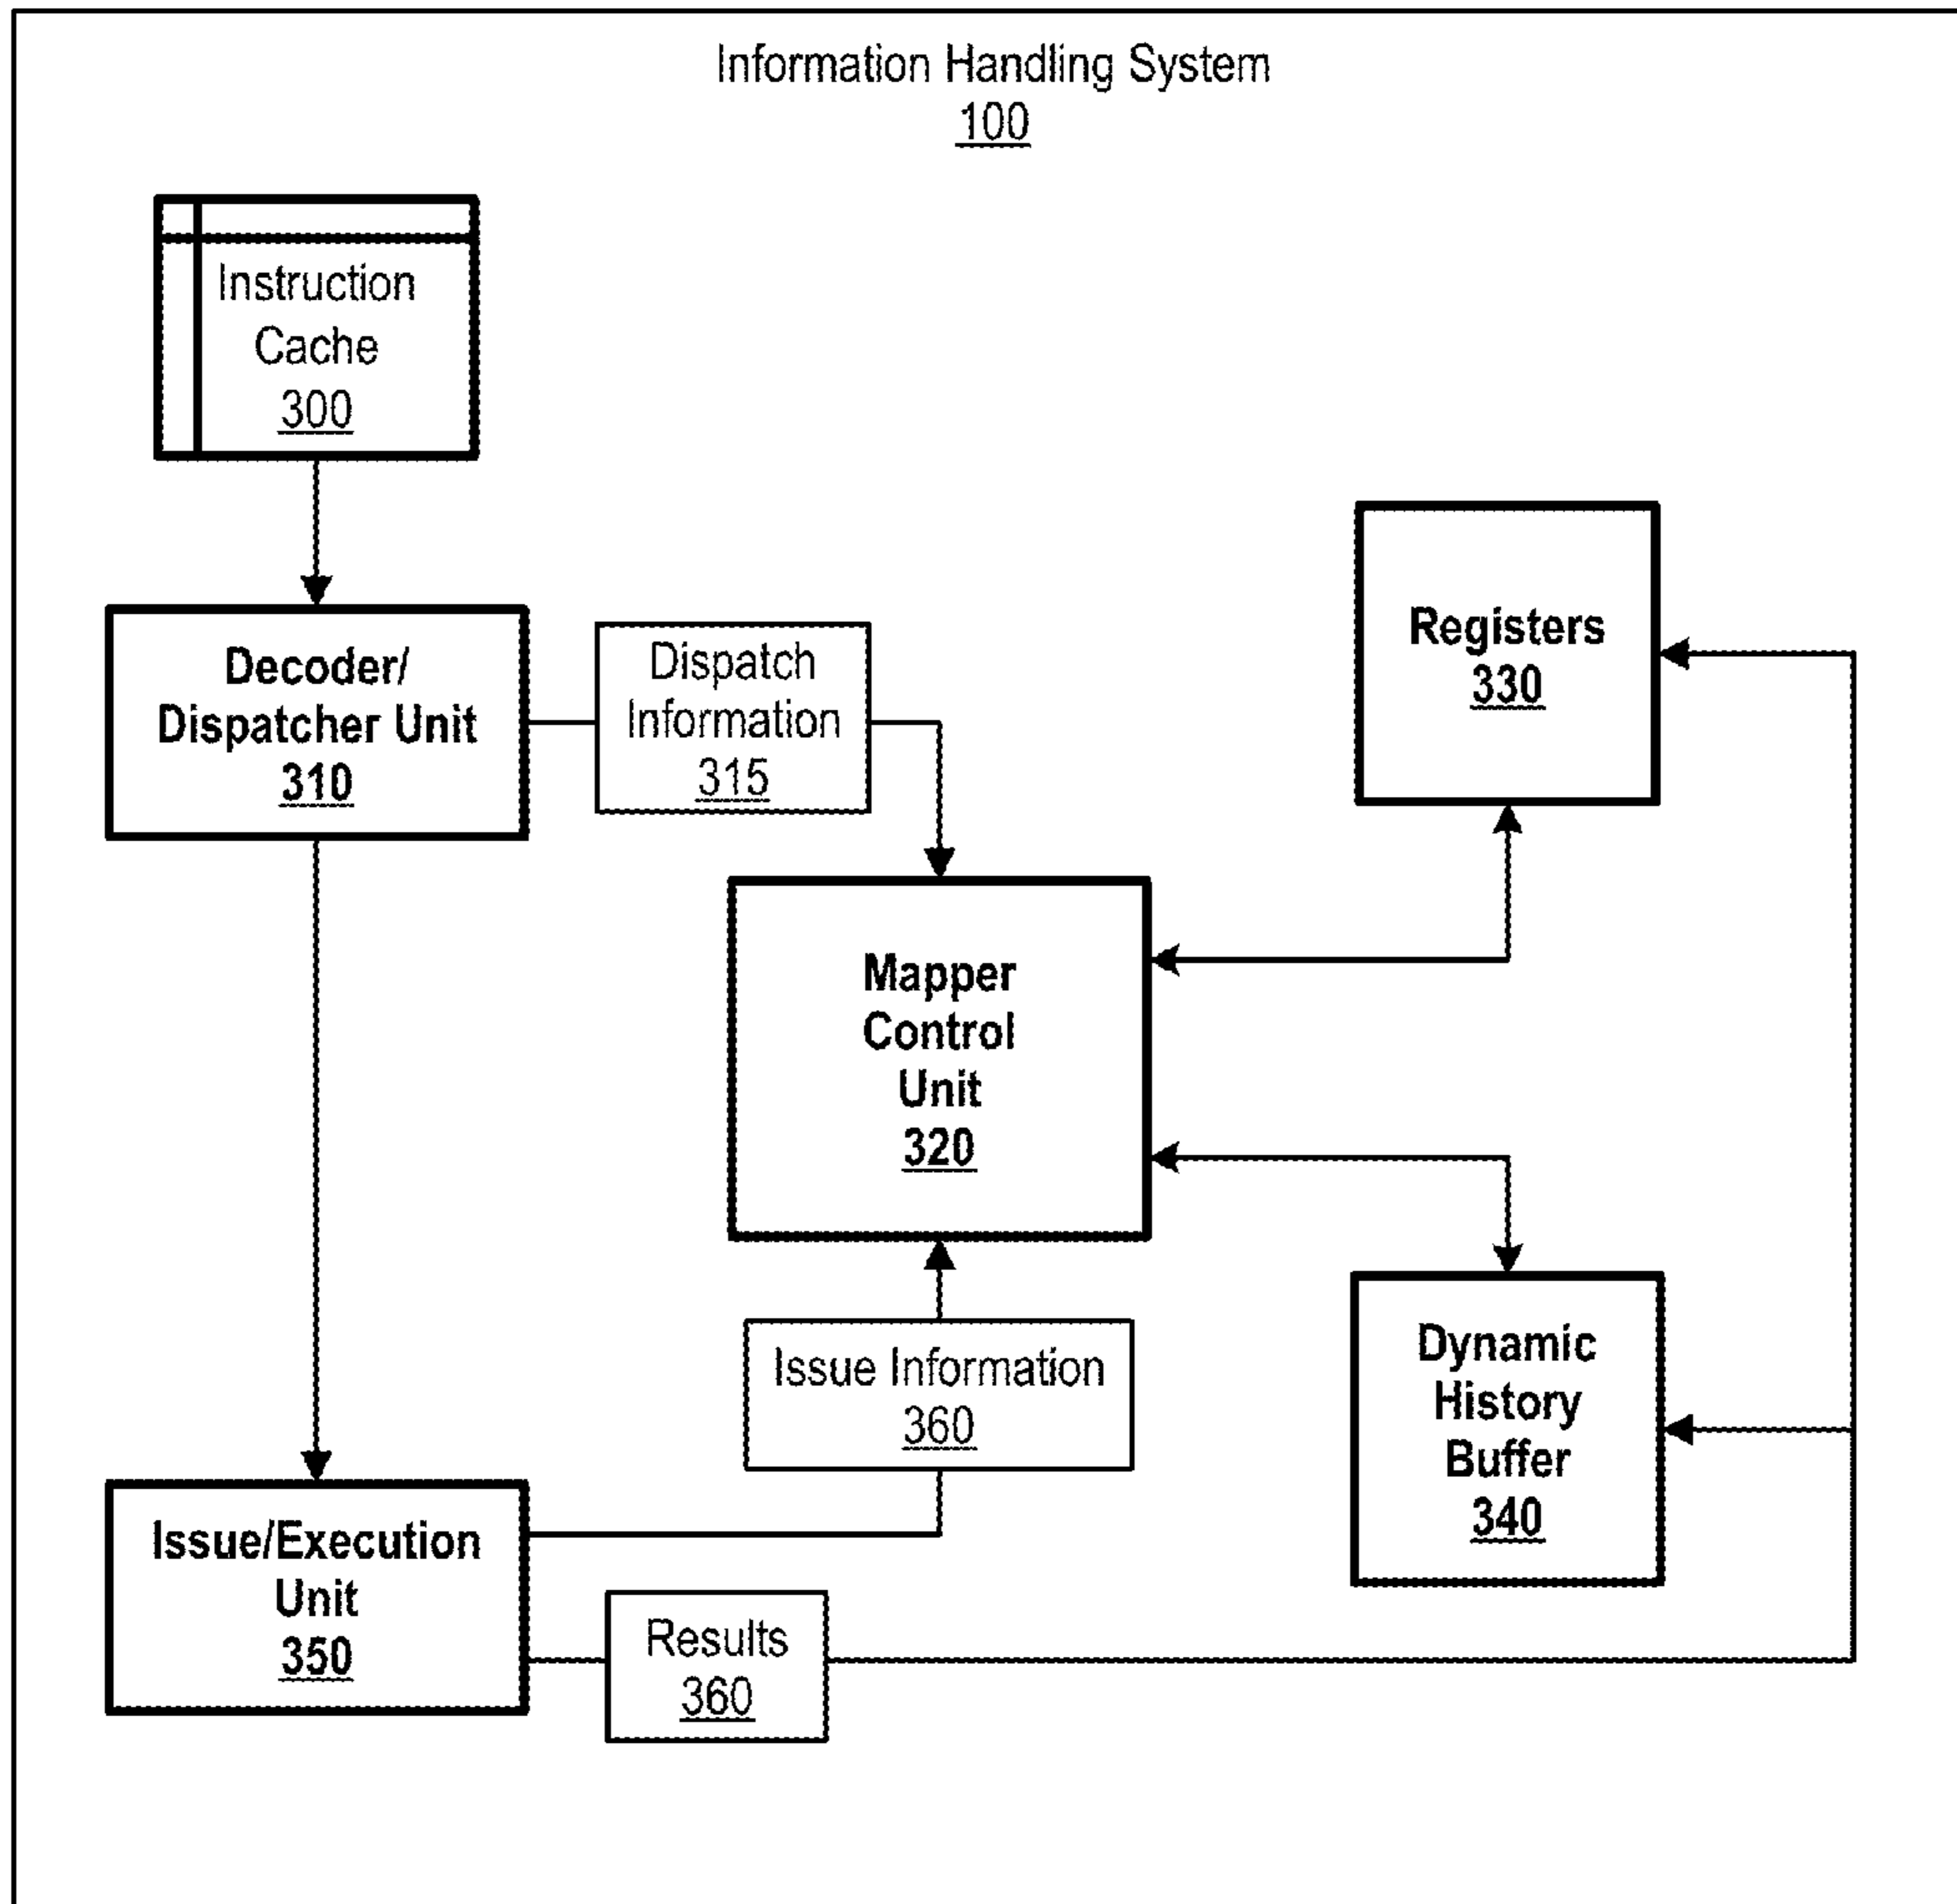 Information Handling System
100
Instruction
Cache
300
Decoder/
Dispatcher Unit
310
Dispatch
Information
315
Registers
330
Mapper
Control
Unit
320
Issue Information
360
Dynamic
History
Buffer
340
Issue/Execution
Unit
350
Results
360